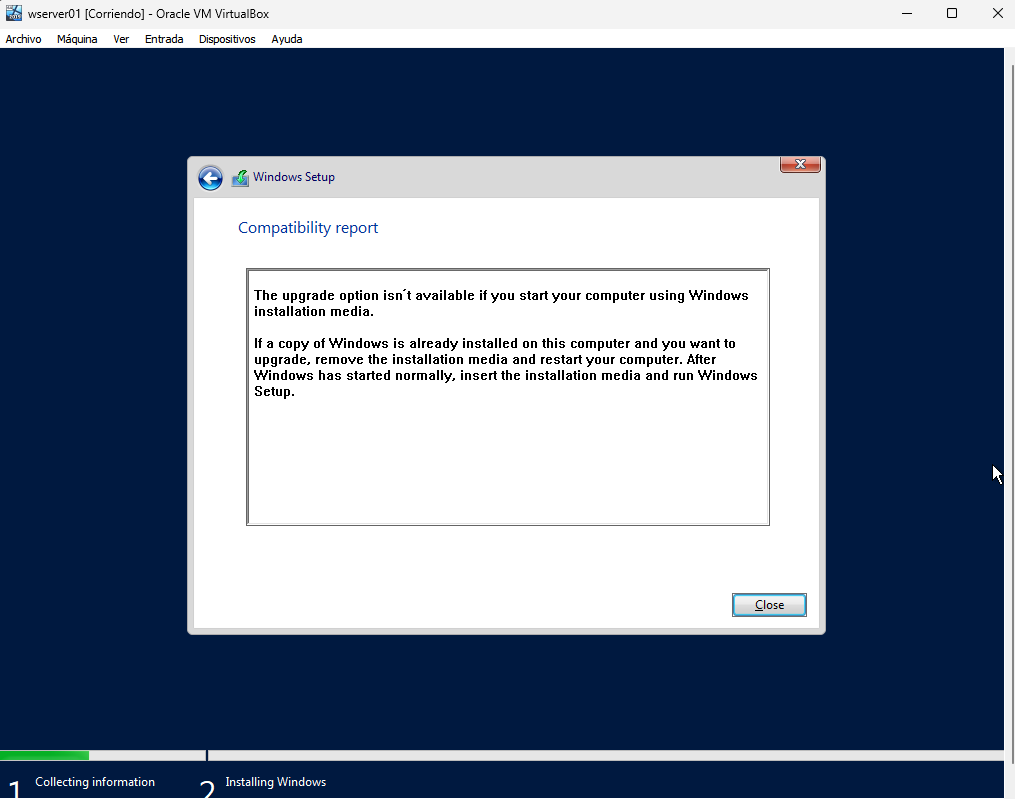 wserver01 [Corriendo] - Oracle VM VirtualBox
Archivo Máquina Ver Entrada Dispositivos Ayuda
Windows Setup
Compatibility report
The upgrade option isn´t available if you start your computer using Windows
installation media.
If a copy of Windows is already installed on this computer and you want to
upgrade, remove the installation media and restart your computer. After
Windows has started normally, insert the installation media and run Windows
Setup.
Close
1 Collecting information 2 Installing Windows